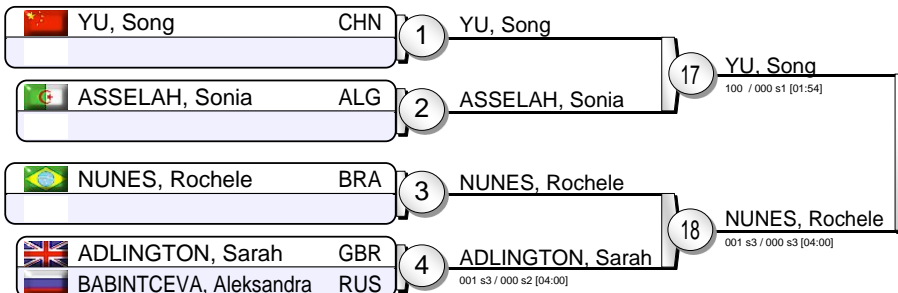 YU, Song CHN
1
YU, Song
17
YU, Song
100 / 000 s1 [01:54]
ASSELAH, Sonia ALG
2
ASSELAH, Sonia
NUNES, Rochele BRA
3
NUNES, Rochele
18
NUNES, Rochele
001 s3 / 000 s3 [04:00]
ADLINGTON, Sarah GBR
4
ADLINGTON, Sarah
001 s3 / 000 s2 [04:00]
BABINTCEVA, Aleksandra RUS